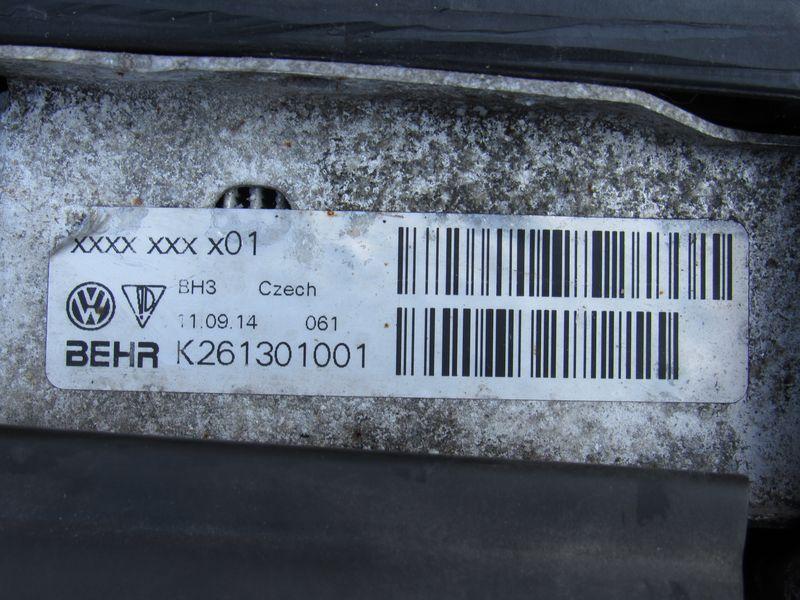 XXXX XXX X01
BH3 Czech
11.09.14 061
BEHR K261301001